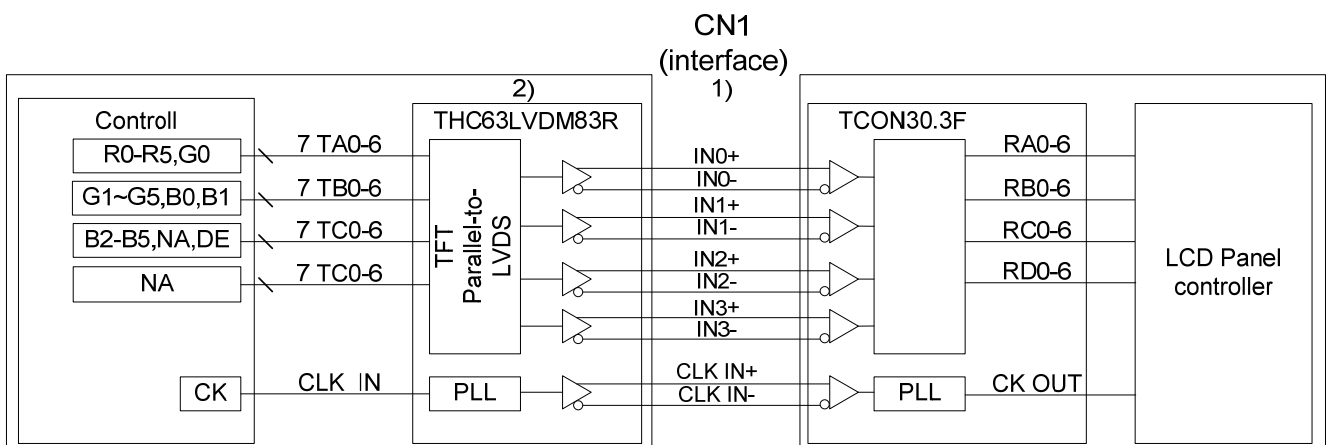 CN1
(interface)
2)
1)
Controll
THC63LVDM83R
TCON30.3F
R0-R5,G0
7 TA0-6
IN0+
IN0-
RA0-6
G1~G5,B0,B1
7 TB0-6
IN1+
IN1-
RB0-6
B2-B5,NA,DE
7 TC0-6
IN2+
IN2-
RC0-6
NA
7 TC0-6
IN3+
IN3-
RD0-6
TFT
Parallel-to-
LVDS
LCD Panel
controller
CK
CLK IN
PLL
CLK IN+
CLK IN-
PLL
CK OUT